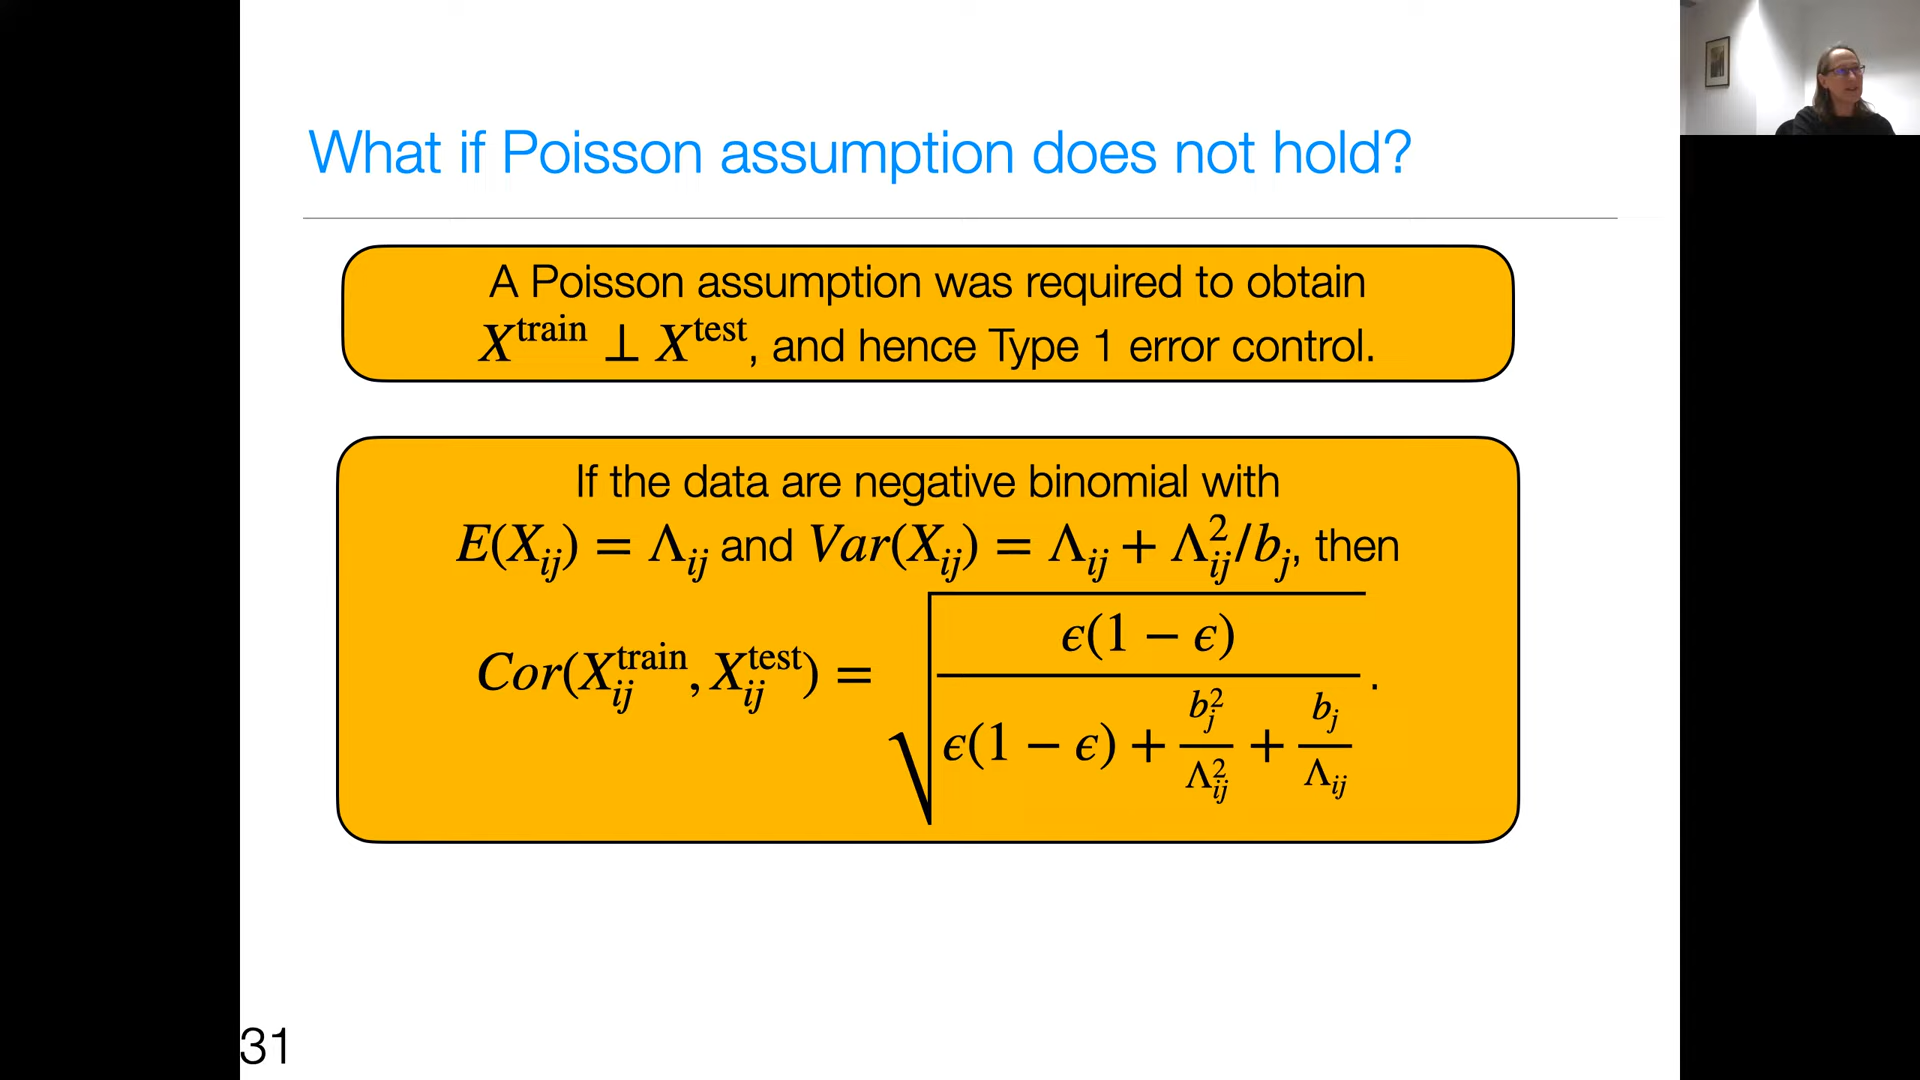 What if Poisson assumption does not hold?
A Poisson assumption was required to obtain
X^train ⊥ X^test, and hence Type 1 error control.
If the data are negative binomial with
E(X_ij) = Λ_ij and Var(X_ij) = Λ_ij + Λ_ij^2/b_j, then
Cor(X_ij^train, X_ij^test) = √(ϵ(1 − ϵ) / (ϵ(1 − ϵ) + b_j^2/Λ_ij^2 + b_j/Λ_ij)).
31